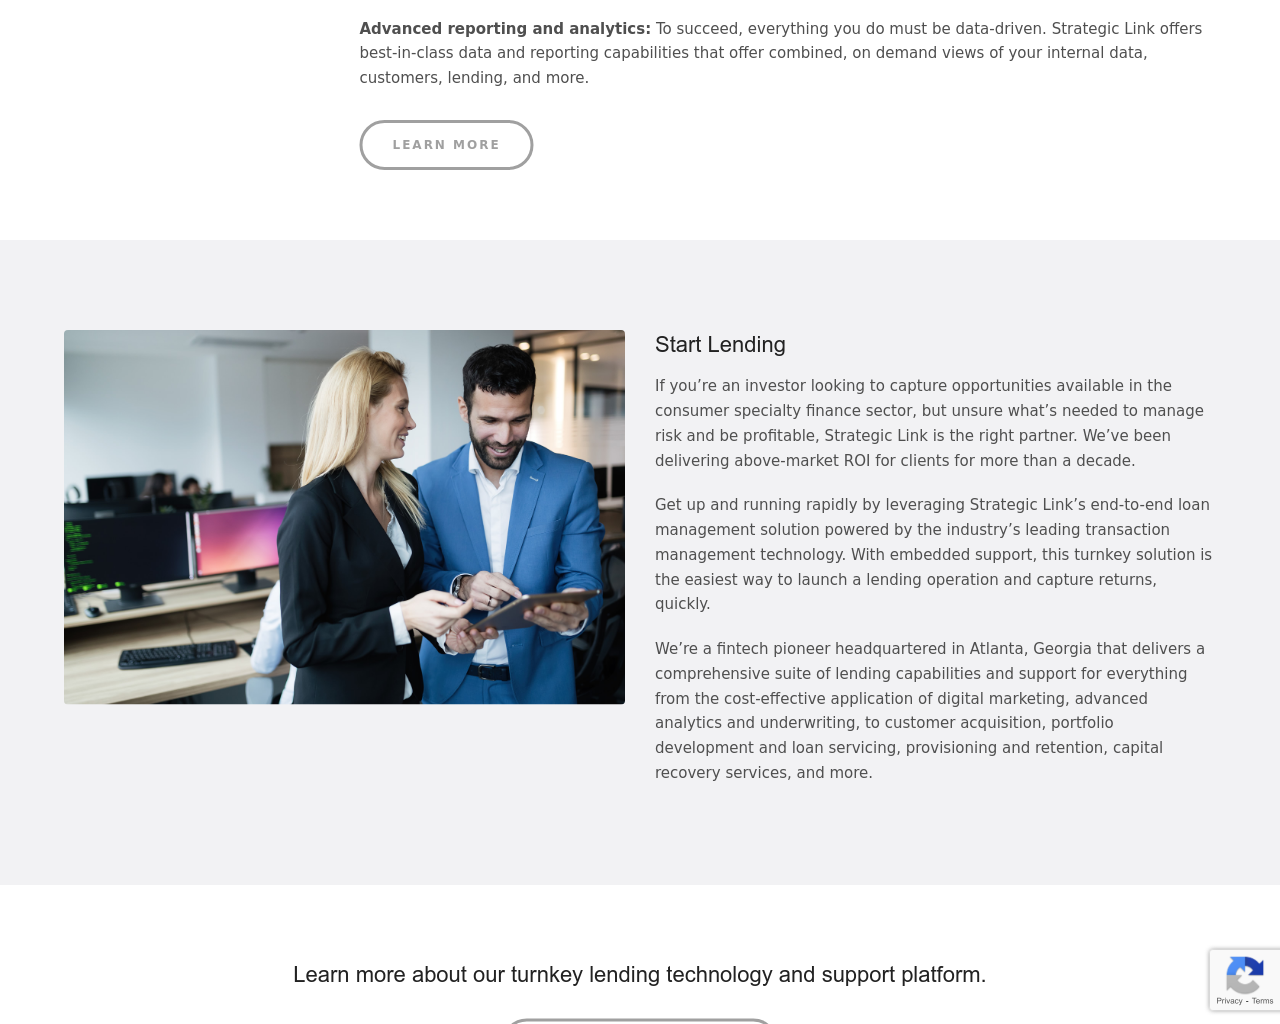 Advanced reporting and analytics: To succeed, everything you do must be data-driven. Strategic Link offers
best-in-class data and reporting capabilities that offer combined, on demand views of your internal data,
customers, lending, and more.
LEARN MORE
Start Lending
If you’re an investor looking to capture opportunities available in the
consumer specialty finance sector, but unsure what’s needed to manage
risk and be profitable, Strategic Link is the right partner. We’ve been
delivering above-market ROI for clients for more than a decade.
Get up and running rapidly by leveraging Strategic Link’s end-to-end loan
management solution powered by the industry’s leading transaction
management technology. With embedded support, this turnkey solution is
the easiest way to launch a lending operation and capture returns,
quickly.
We’re a fintech pioneer headquartered in Atlanta, Georgia that delivers a
comprehensive suite of lending capabilities and support for everything
from the cost-effective application of digital marketing, advanced
analytics and underwriting, to customer acquisition, portfolio
development and loan servicing, provisioning and retention, capital
recovery services, and more.
Learn more about our turnkey lending technology and support platform.
Privacy - Terms